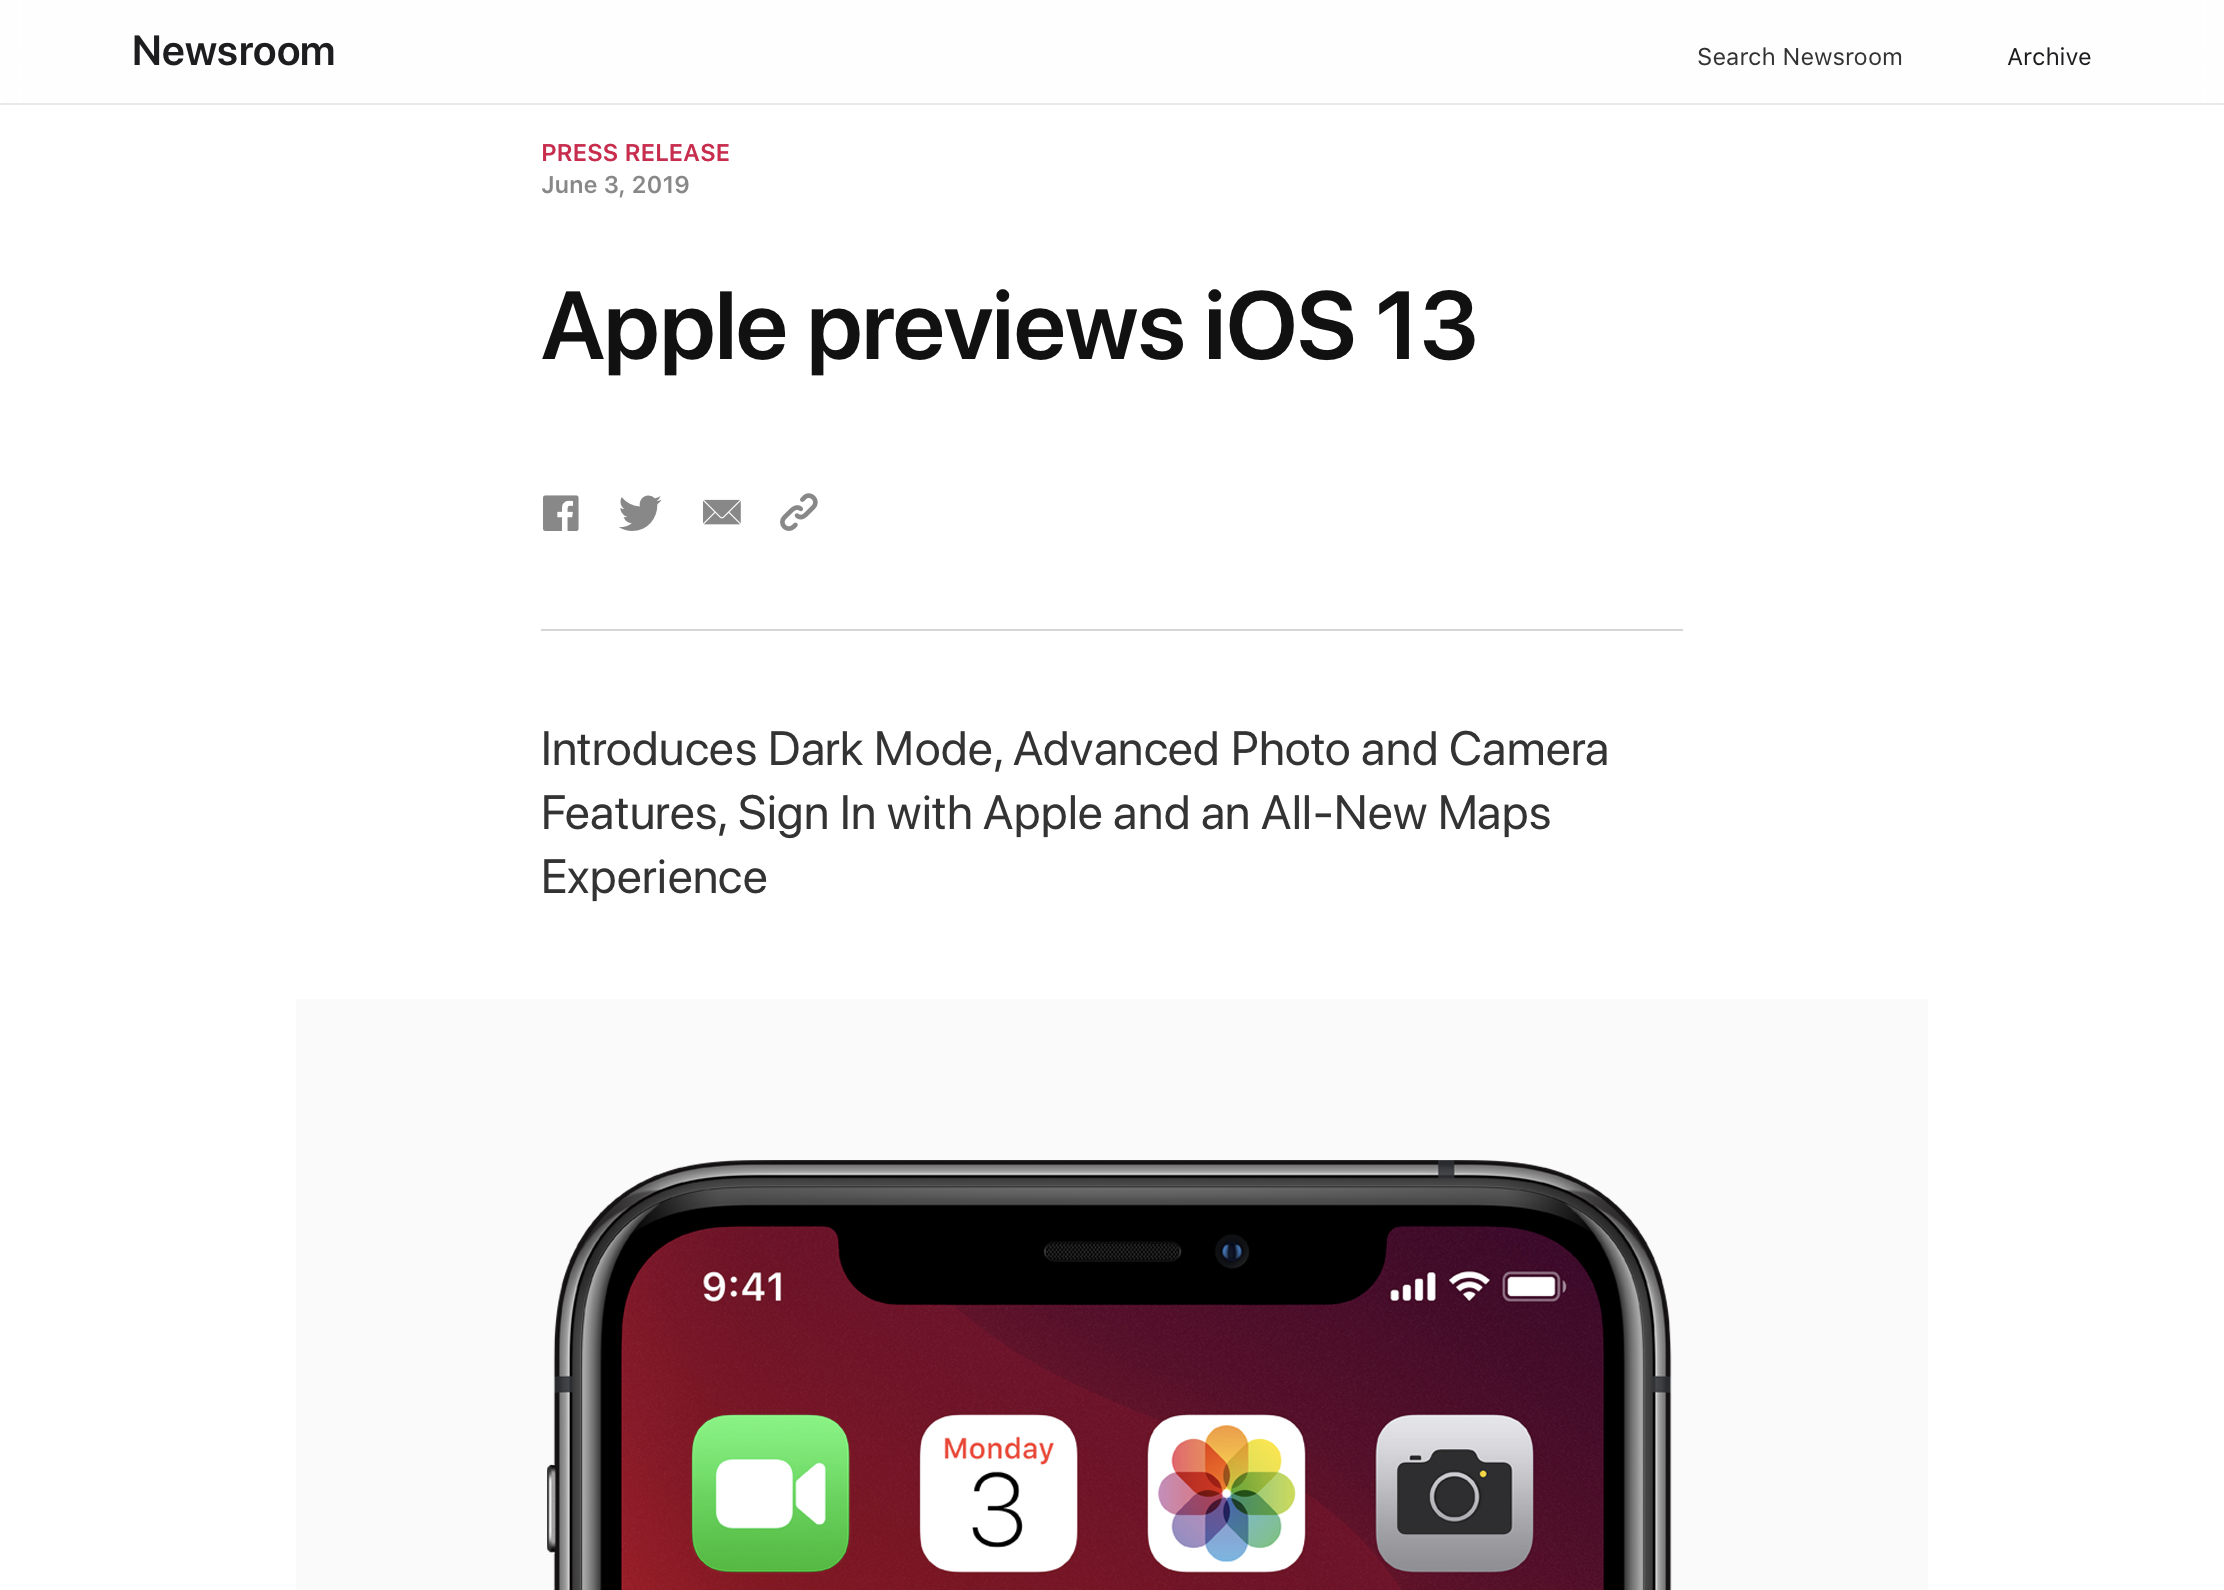 Newsroom
Search Newsroom
Archive
PRESS RELEASE
June 3, 2019
Apple previews iOS 13
Introduces Dark Mode, Advanced Photo and Camera
Features, Sign In with Apple and an All-New Maps
Experience
9:41
Monday
3